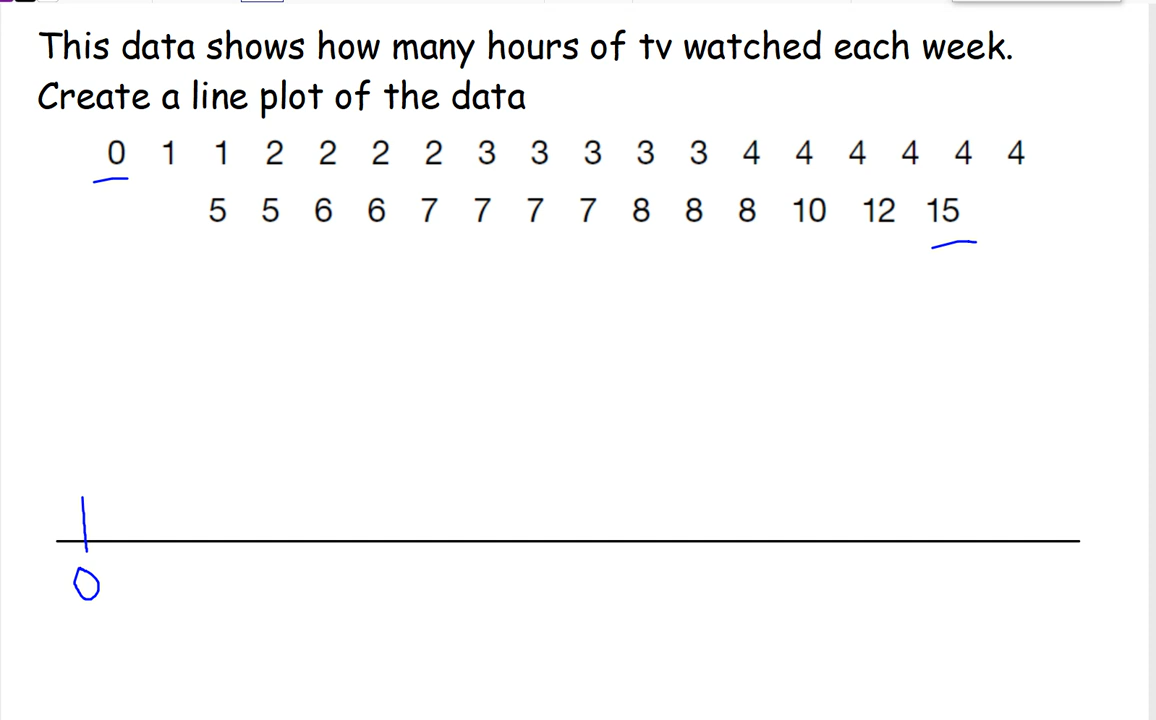 This data shows how many hours of tv watched each week.
Create a line plot of the data
0 1 1 2 2 2 2 3 3 3 3 3 4 4 4 4 4 4
5 5 6 6 7 7 7 7 8 8 8 10 12 15
0